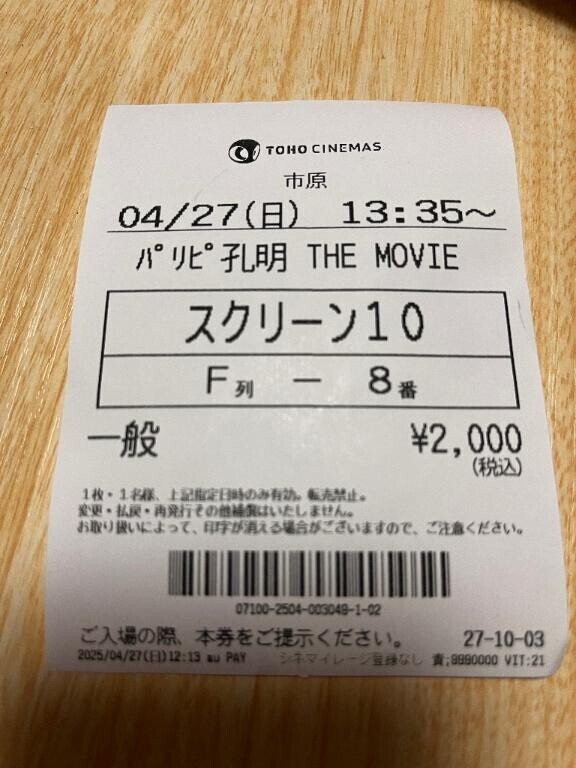 TOHO CINEMAS
市原
04/27(日) 13:35～
パリピ孔明 THE MOVIE
スクリーン10
F列 － 8番
一般 ¥2,000
(税込)
1枚・1名様、上記指定日時のみ有効。転売禁止。
変更・払戻・再発行その他補償はいたしません。
お取り扱いによって、印字が消える場合がございますので、ご注意ください。
07100-2504-003049-1-02
ご入場の際、本券をご提示ください。 27-10-03
2025/04/27(日)12:13 au PAY シネマイレージ登録なし 責:9990000 VIT:21